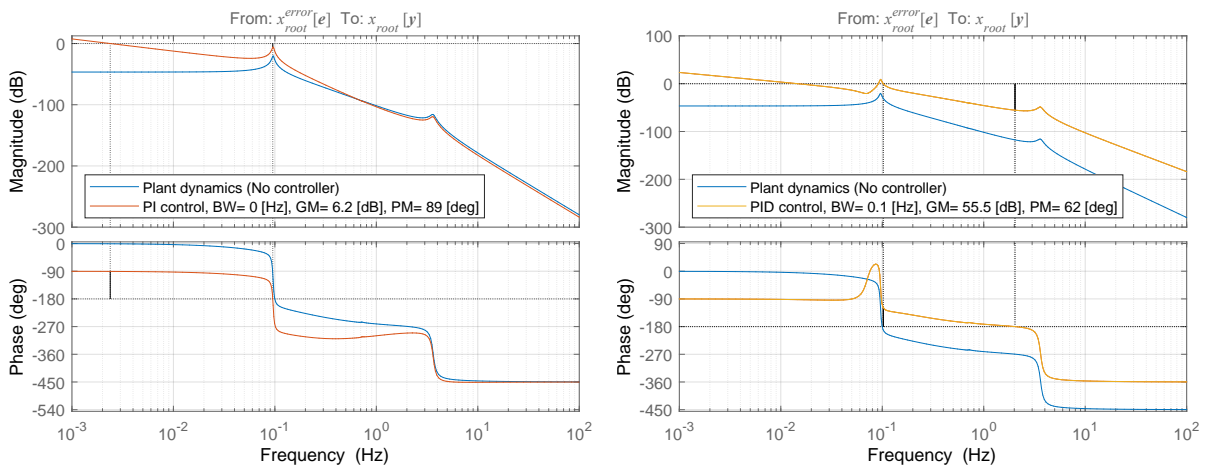 From: x_root^error [e] To: x_root [y]
Magnitude (dB)
0
-100
-200
-300
Plant dynamics (No controller)
PI control, BW= 0 [Hz], GM= 6.2 [dB], PM= 89 [deg]
Phase (deg)
0
-90
-180
-270
-360
-450
-540
10^-3 10^-2 10^-1 10^0 10^1 10^2
Frequency (Hz)
From: x_root^error [e] To: x_root [y]
Magnitude (dB)
100
0
-100
-200
-300
Plant dynamics (No controller)
PID control, BW= 0.1 [Hz], GM= 55.5 [dB], PM= 62 [deg]
Phase (deg)
90
0
-90
-180
-270
-360
-450
10^-3 10^-2 10^-1 10^0 10^1 10^2
Frequency (Hz)